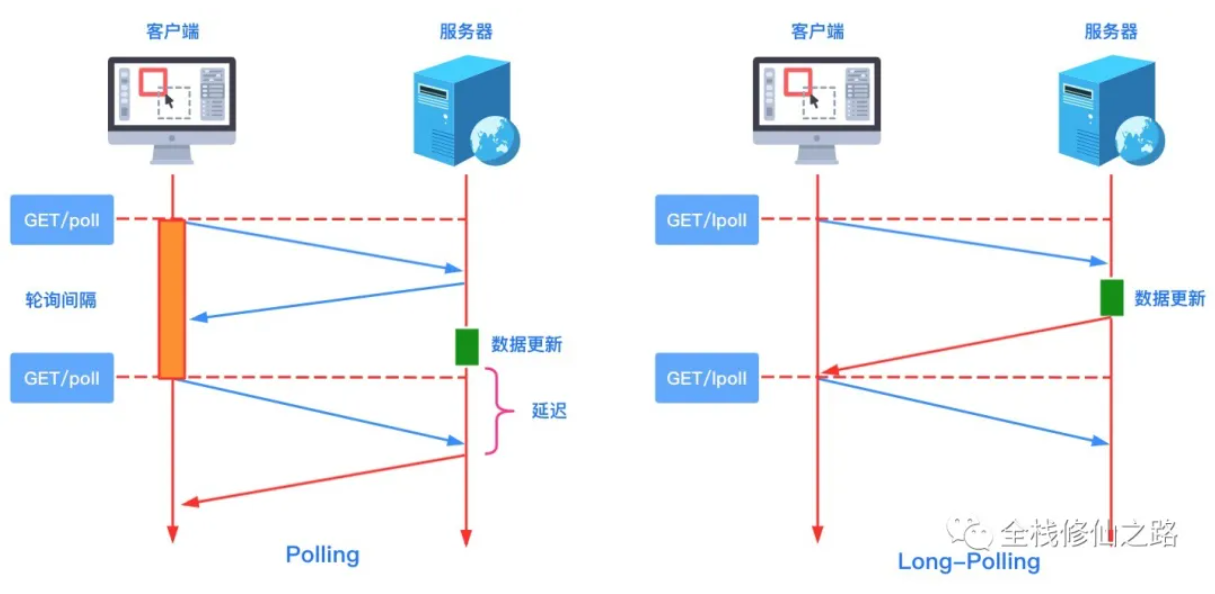 客户端
服务器
GET/poll
轮询间隔
数据更新
GET/poll
延迟
Polling
客户端
服务器
GET/lpoll
数据更新
GET/lpoll
全栈修仙之路
Long-Polling